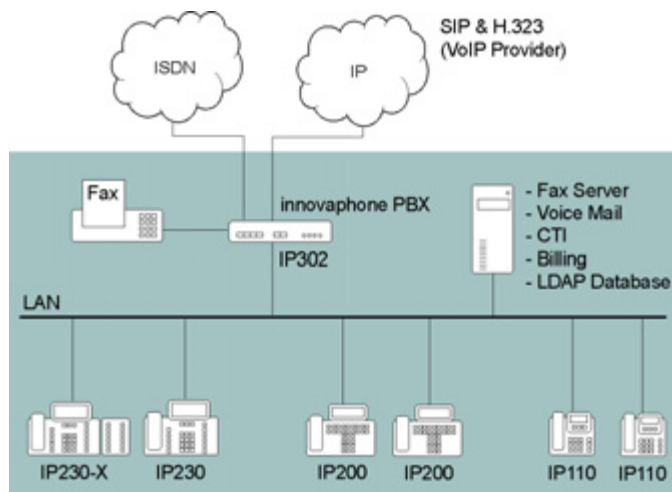 SIP & H.323
(VoIP Provider)
ISDN
IP
Fax
innovaphone PBX
IP302
- Fax Server
- Voice Mail
- CTI
- Billing
- LDAP Database
LAN
IP230-X
IP230
IP200
IP200
IP110
IP110